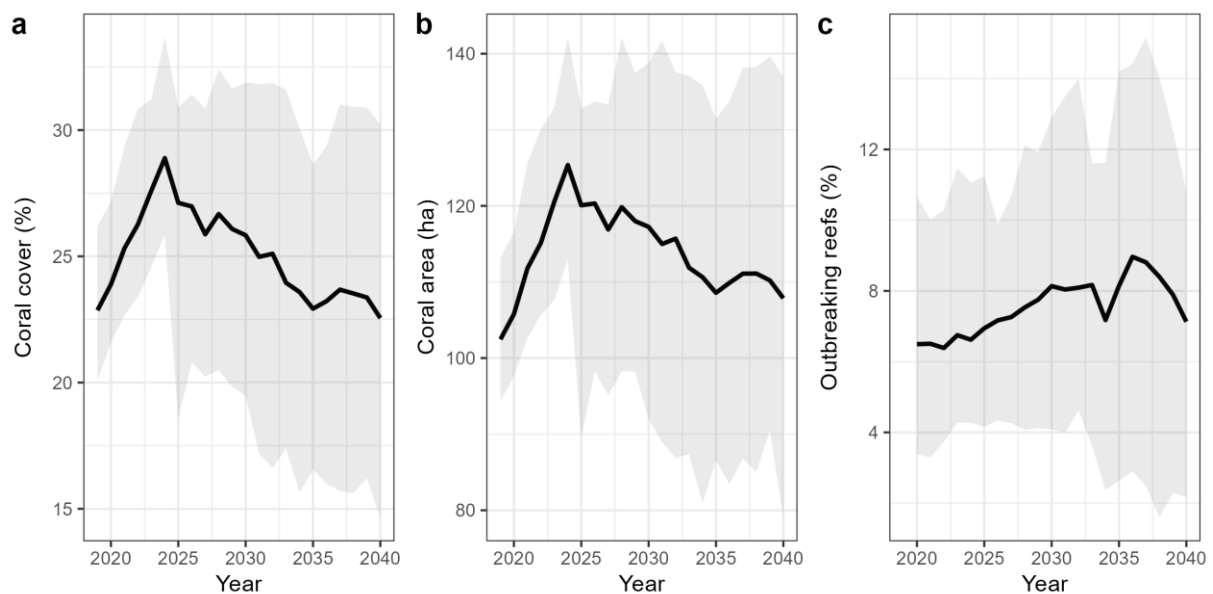 a
Coral cover (%)
30
25
20
15
2020 2025 2030 2035 2040
Year
b
Coral area (ha)
140
120
100
80
2020 2025 2030 2035 2040
Year
c
Outbreaking reefs (%)
12
8
4
2020 2025 2030 2035 2040
Year